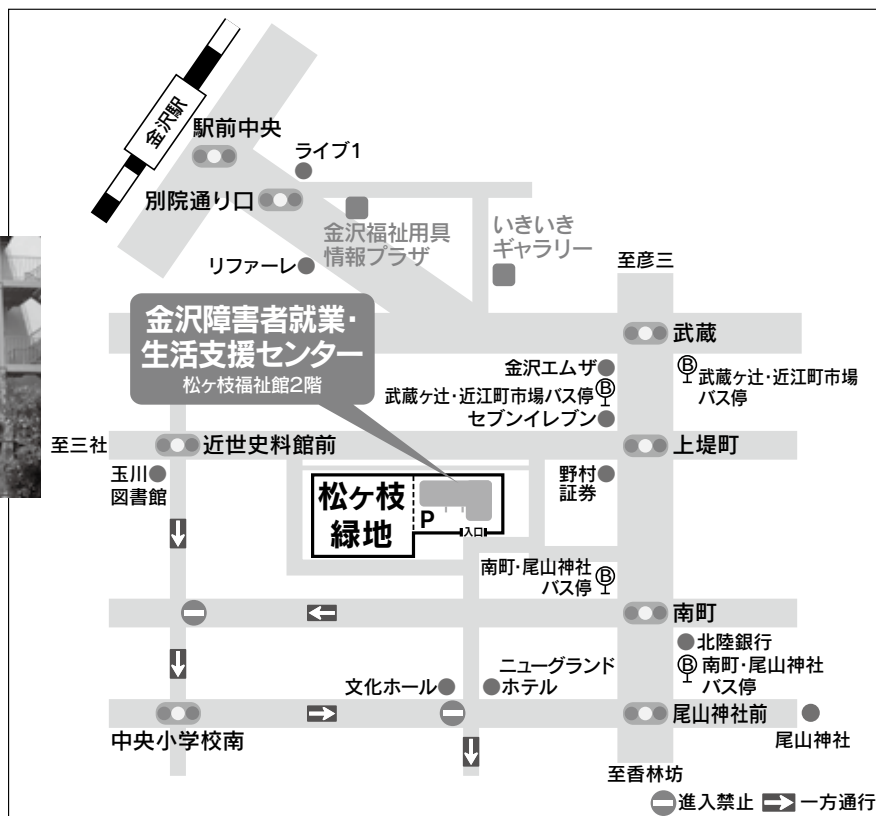 金沢駅
駅前中央
ライブ1
別院通り口
金沢福祉用具
情報プラザ
いきいき
ギャラリー
リファーレ
至彦三
金沢障害者就業・
生活支援センター
松ヶ枝福祉館2階
武蔵
金沢エムザ
武蔵ヶ辻・近江町市場バス停
B
B
武蔵ヶ辻・近江町市場
バス停
セブンイレブン
至三社
近世史料館前
上堤町
玉川
図書館
松ヶ枝
緑地
P
入口
野村
証券
南町・尾山神社
バス停
B
南町
北陸銀行
B
南町・尾山神社
バス停
文化ホール
ニューグランド
ホテル
中央小学校南
尾山神社前
尾山神社
至香林坊
進入禁止
一方通行